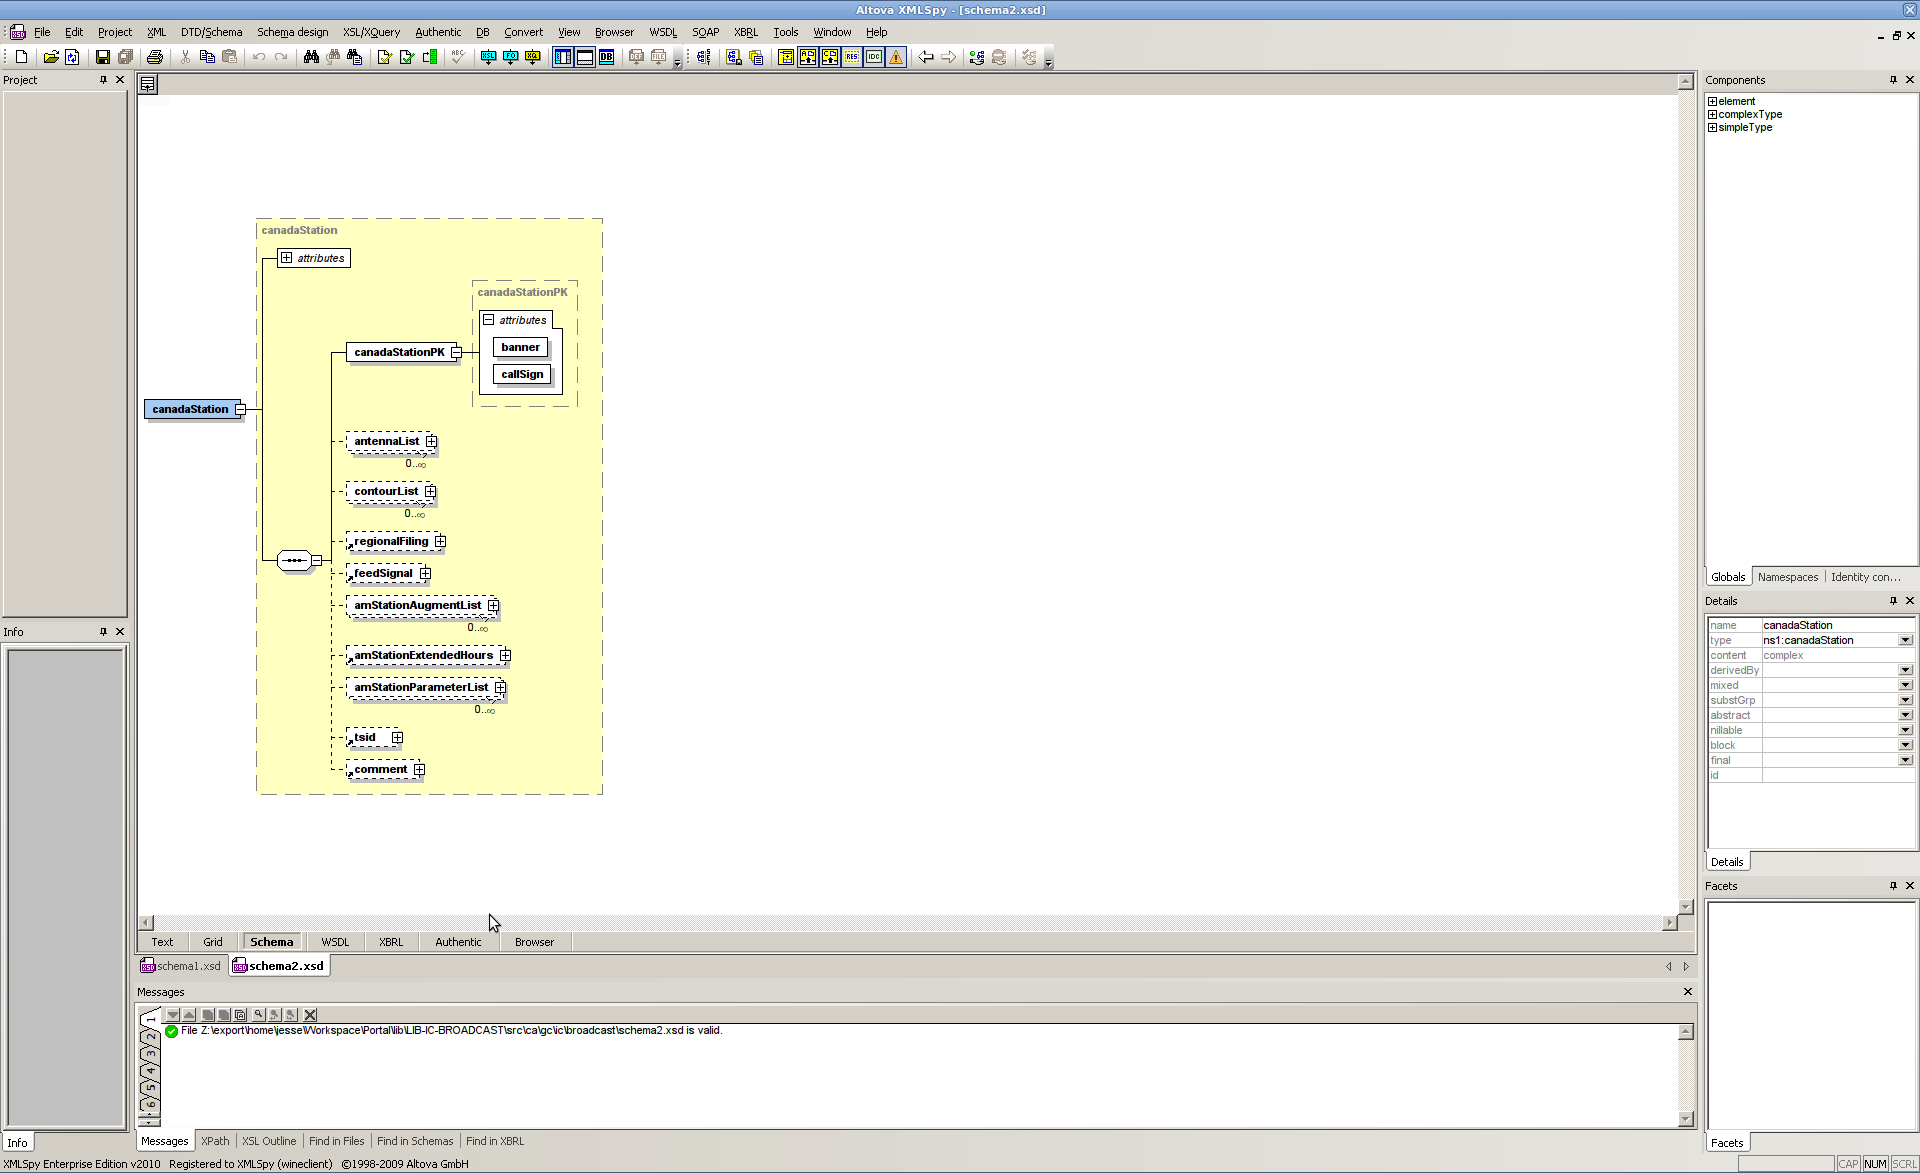 Altova XMLSpy - [schema2.xsd]
File Edit Project XML DTD/Schema Schema design XSL/XQuery Authentic DB Convert View Browser WSDL SOAP XBRL Tools Window Help
Project
Components
element
complexType
simpleType
canadaStation
attributes
canadaStationPK
attributes
banner
callSign
canadaStationPK
canadaStation
antennaList
0..∞
contourList
0..∞
regionalFiling
feedSignal
amStationAugmentList
0..∞
amStationExtendedHours
amStationParameterList
0..∞
tsid
comment
Globals Namespaces Identity con...
Details
name canadaStation
type ns1:canadaStation
content complex
derivedBy
mixed
substGrp
abstract
nillable
block
final
id
Details
Facets
Facets
Info
Info
Text Grid Schema WSDL XBRL Authentic Browser
schema1.xsd schema2.xsd
Messages
1
2
3
4
5
6
File Z:\export\home\jesse\Workspace\Portal\lib\LIB-IC-BROADCAST\src\ca\gc\ic\broadcast\schema2.xsd is valid.
Messages XPath XSL Outline Find in Files Find in Schemas Find in XBRL
XMLSpy Enterprise Edition v2010 Registered to XMLSpy (wineclient) ©1998-2009 Altova GmbH
CAP NUM SCRL